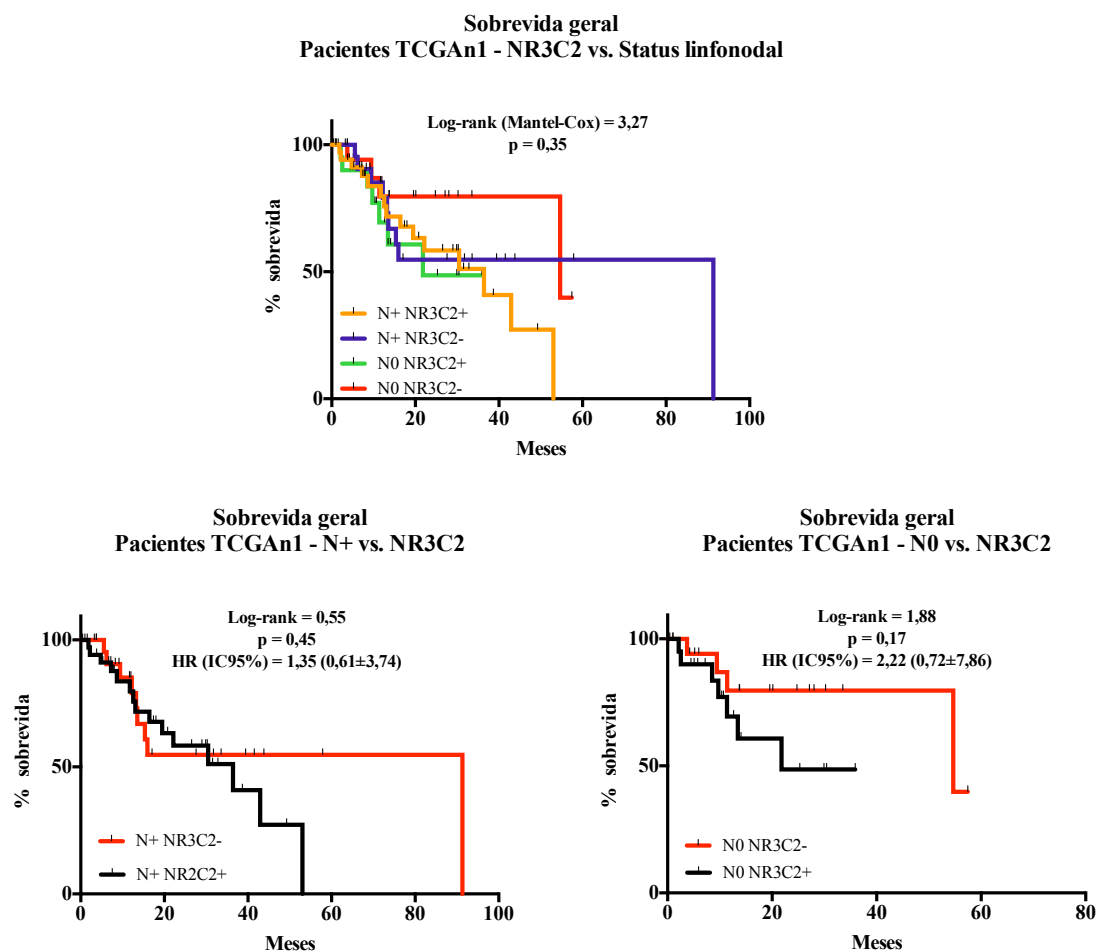 Sobrevida geral
Pacientes TCGAn1 - NR3C2 vs. Status linfonodal
Log-rank (Mantel-Cox) = 3,27
p = 0,35
100
50
0
% sobrevida
N+ NR3C2+
N+ NR3C2-
N0 NR3C2+
N0 NR3C2-
0 20 40 60 80 100
Meses
Sobrevida geral
Pacientes TCGAn1 - N+ vs. NR3C2
Log-rank = 0,55
p = 0,45
HR (IC95%) = 1,35 (0,61±3,74)
100
50
0
% sobrevida
N+ NR3C2-
N+ NR2C2+
0 20 40 60 80 100
Meses
Sobrevida geral
Pacientes TCGAn1 - N0 vs. NR3C2
Log-rank = 1,88
p = 0,17
HR (IC95%) = 2,22 (0,72±7,86)
100
50
0
% sobrevida
N0 NR3C2-
N0 NR3C2+
0 20 40 60 80
Meses